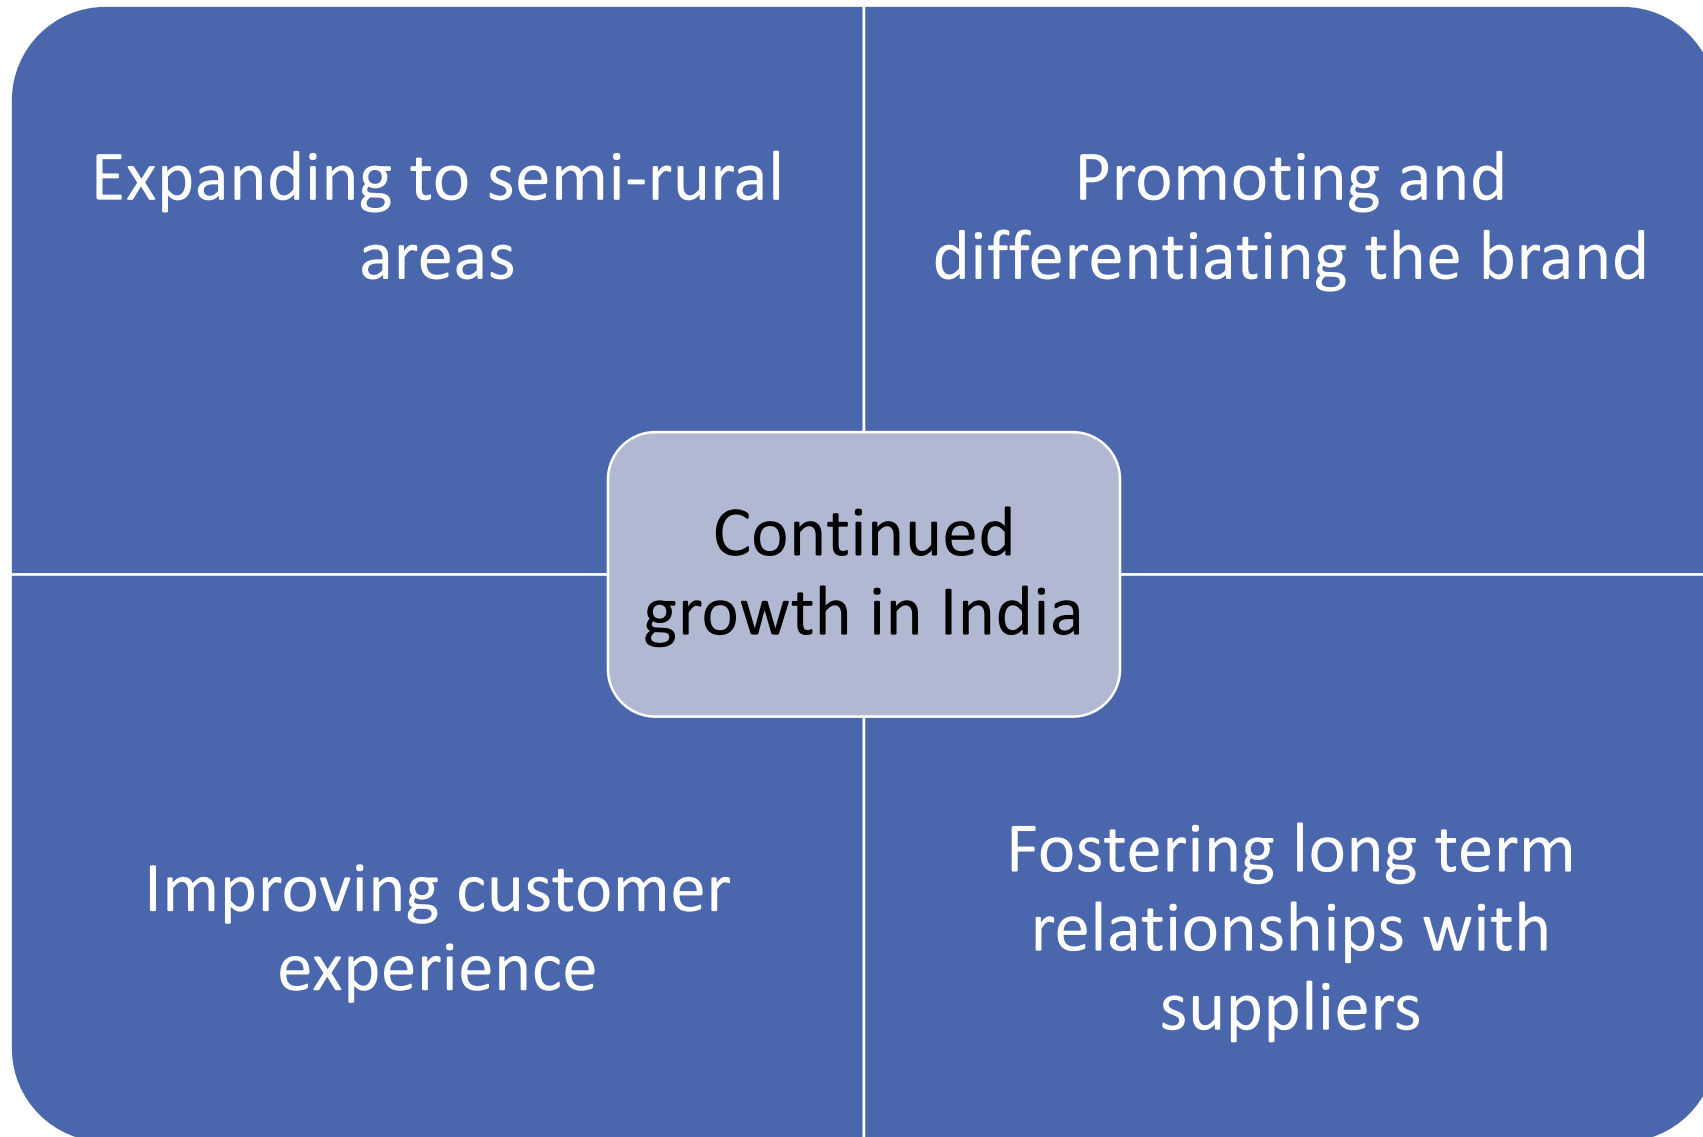 Expanding to semi-rural
areas
Promoting and
differentiating the brand
Continued
growth in India
Improving customer
experience
Fostering long term
relationships with
suppliers